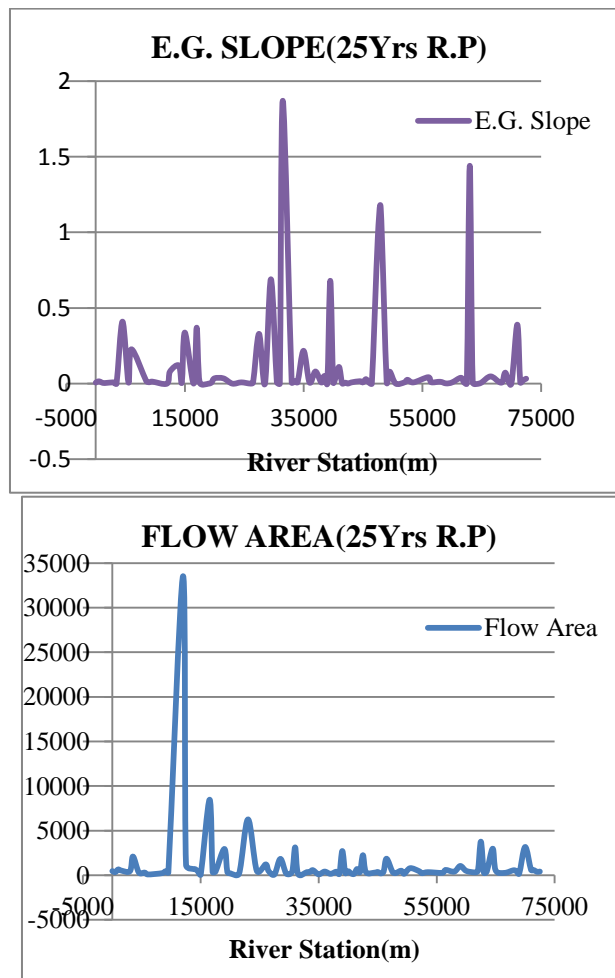 E.G. SLOPE(25Yrs R.P)
2
E.G. Slope
1.5
1
0.5
0
-5000 15000 35000 55000 75000
-0.5
River Station(m)
FLOW AREA(25Yrs R.P)
35000
30000
Flow Area
25000
20000
15000
10000
5000
0
-5000 15000 35000 55000 75000
-5000
River Station(m)